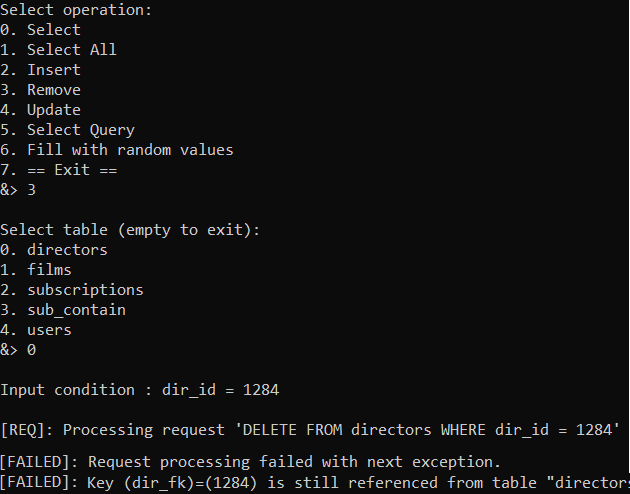 Select operation:
0. Select
1. Select All
2. Insert
3. Remove
4. Update
5. Select Query
6. Fill with random values
7. == Exit ==
&> 3
Select table (empty to exit):
0. directors
1. films
2. subscriptions
3. sub_contain
4. users
&> 0
Input condition : dir_id = 1284
[REQ]: Processing request 'DELETE FROM directors WHERE dir_id = 1284'
[FAILED]: Request processing failed with next exception.
[FAILED]: Key (dir_fk)=(1284) is still referenced from table "directors